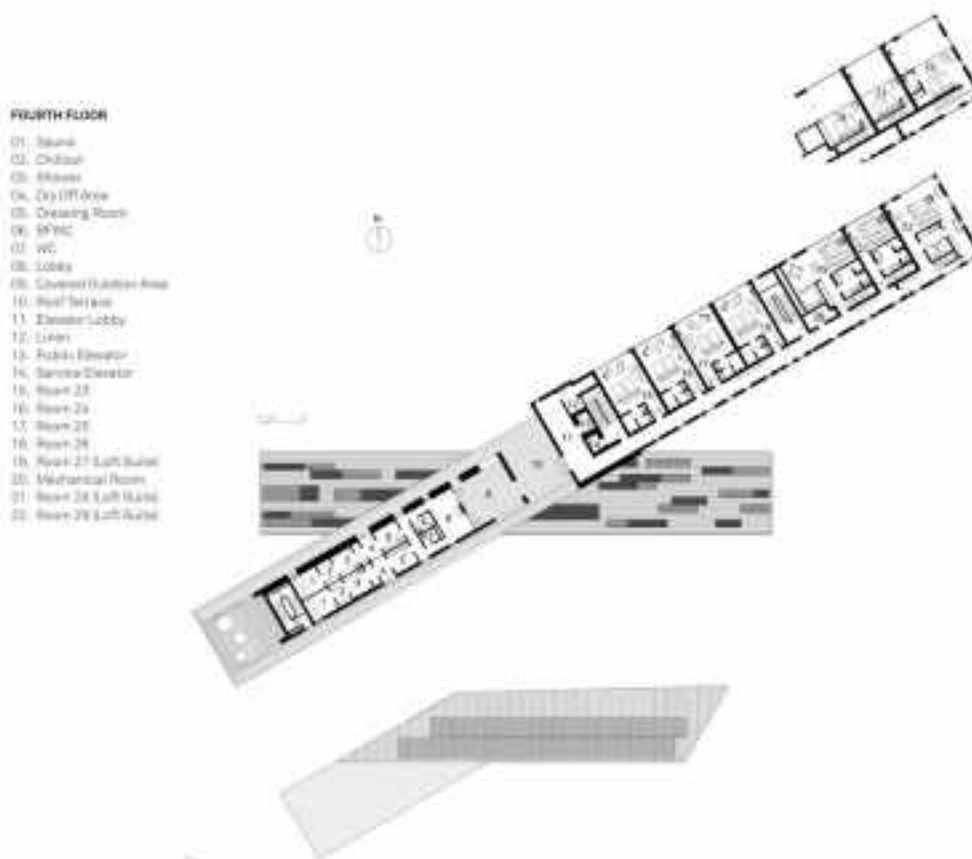 FOURTH FLOOR
01. Sauna
02. Chillout
03. Shower
04. Dry Off Area
05. Dressing Room
06. BFWC
07. WC
08. Lobby
09. Covered Outdoor Area
10. Roof Terrace
11. Elevator Lobby
12. Linen
13. Public Elevator
14. Service Elevator
15. Room 23
16. Room 24
17. Room 25
18. Room 26
19. Room 27 (Loft Suite)
20. Mechanical Room
21. Room 28 (Loft Suite)
22. Room 29 (Loft Suite)